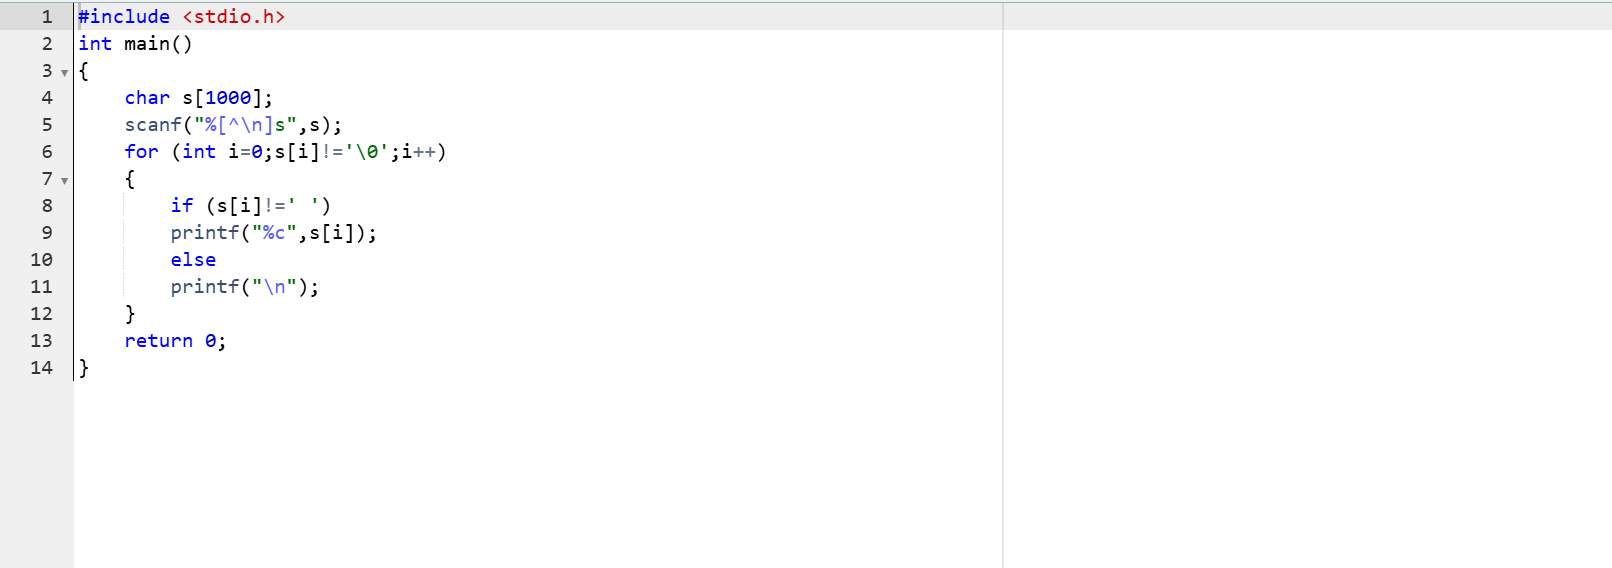 1 #include <stdio.h>
2 int main()
3 {
4 char s[1000];
5 scanf("%[^\n]s",s);
6 for (int i=0;s[i]!='\0';i++)
7 {
8 if (s[i]!=' ')
9 printf("%c",s[i]);
10 else
11 printf("\n");
12 }
13 return 0;
14 }